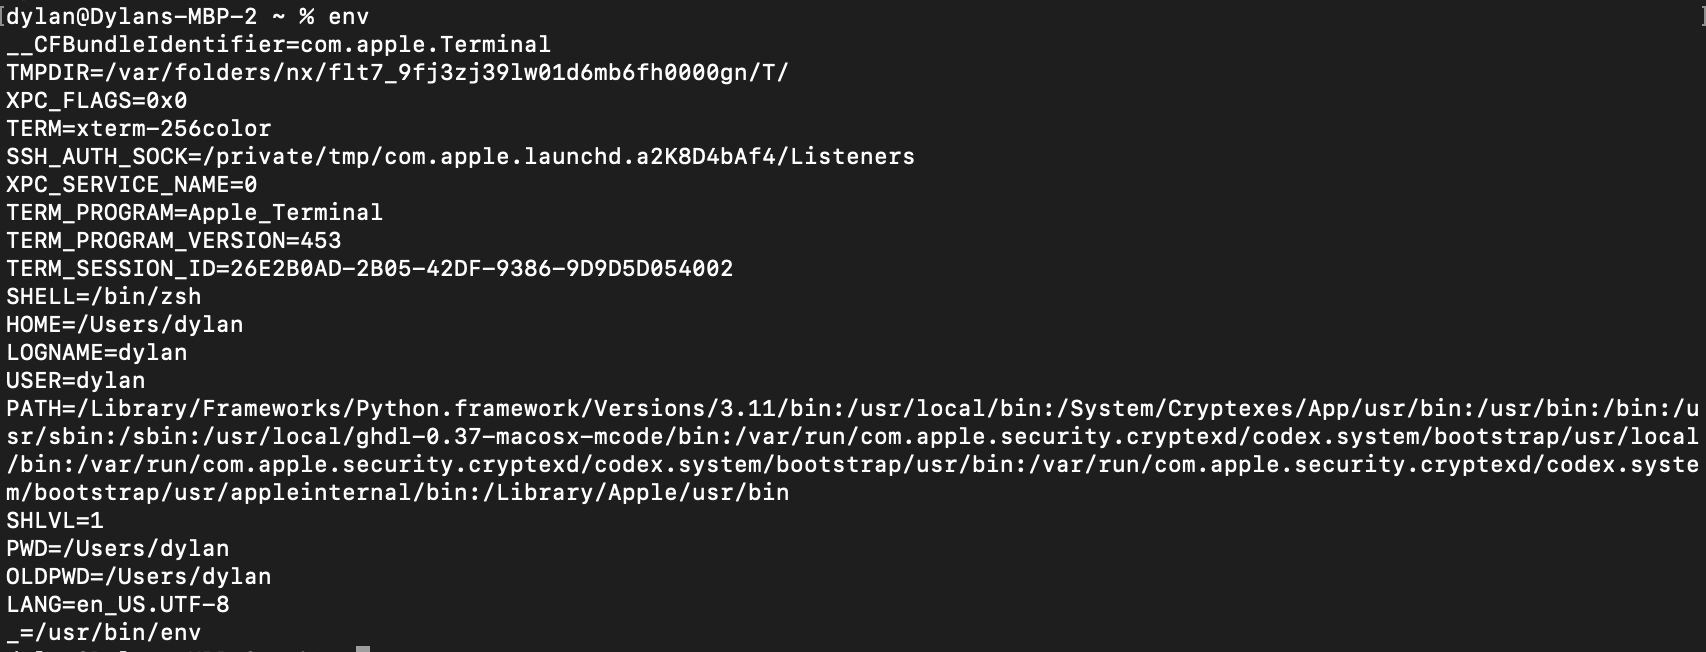 [dylan@Dylans-MBP-2 ~ % env ]
__CFBundleIdentifier=com.apple.Terminal
TMPDIR=/var/folders/nx/flt7_9fj3zj39lw01d6mb6fh0000gn/T/
XPC_FLAGS=0x0
TERM=xterm-256color
SSH_AUTH_SOCK=/private/tmp/com.apple.launchd.a2K8D4bAf4/Listeners
XPC_SERVICE_NAME=0
TERM_PROGRAM=Apple_Terminal
TERM_PROGRAM_VERSION=453
TERM_SESSION_ID=26E2B0AD-2B05-42DF-9386-9D9D5D054002
SHELL=/bin/zsh
HOME=/Users/dylan
LOGNAME=dylan
USER=dylan
PATH=/Library/Frameworks/Python.framework/Versions/3.11/bin:/usr/local/bin:/System/Cryptexes/App/usr/bin:/usr/bin:/bin:/u
sr/sbin:/sbin:/usr/local/ghdl-0.37-macosx-mcode/bin:/var/run/com.apple.security.cryptexd/codex.system/bootstrap/usr/local
/bin:/var/run/com.apple.security.cryptexd/codex.system/bootstrap/usr/bin:/var/run/com.apple.security.cryptexd/codex.syste
m/bootstrap/usr/appleinternal/bin:/Library/Apple/usr/bin
SHLVL=1
PWD=/Users/dylan
OLDPWD=/Users/dylan
LANG=en_US.UTF-8
_=/usr/bin/env